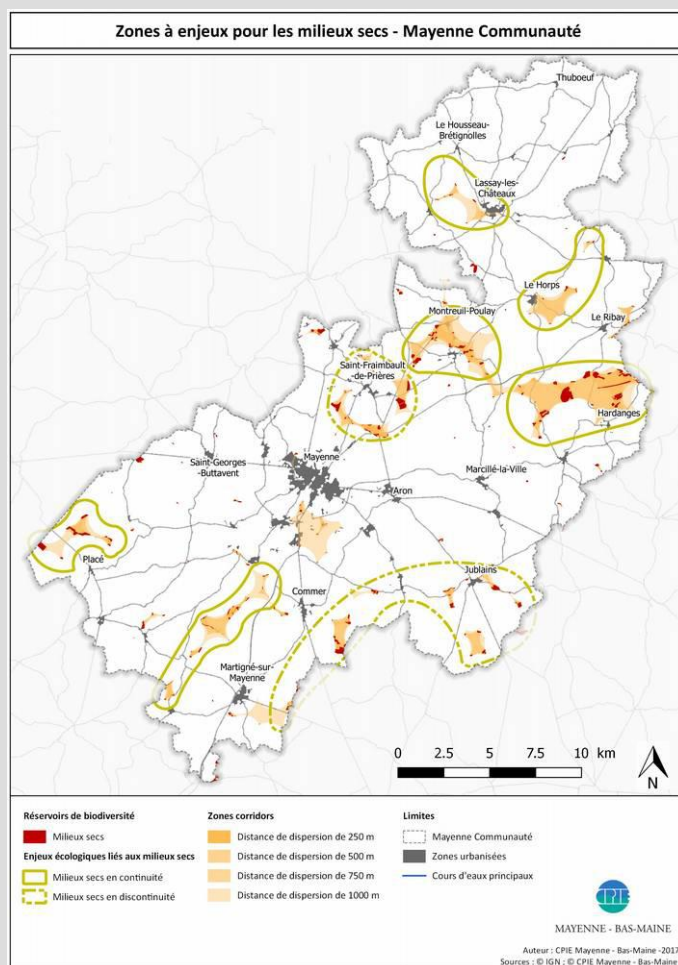 Zones à enjeux pour les milieux secs - Mayenne Communauté
Thuboeuf
Le Housseau-
Brétignolles
Lassay-les-
Châteaux
Le Horps
Montreuil-Poulay
Le Ribay
Saint-Fraimbault
-de-Prières
Hardanges
Mayenne
Saint-Georges
-Buttavent
Marcillé-la-Ville
Aron
Placé
Jublains
Commer
Martigné-sur-
Mayenne
0 2.5 5 7.5 10 km
N
Réservoirs de biodiversité
Milieux secs
Enjeux écologiques liés aux milieux secs
Milieux secs en continuité
Milieux secs en discontinuité
Zones corridors
Distance de dispersion de 250 m
Distance de dispersion de 500 m
Distance de dispersion de 750 m
Distance de dispersion de 1000 m
Limites
Mayenne Communauté
Zones urbanisées
Cours d'eaux principaux
CPIE
MAYENNE - BAS-MAINE
Auteur : CPIE Mayenne - Bas-Maine -2017
Sources : © IGN ; © CPIE Mayenne - Bas-Maine